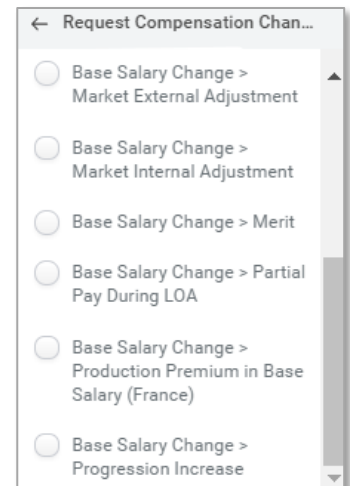 ← Request Compensation Chan...
Base Salary Change >
Market External Adjustment
Base Salary Change >
Market Internal Adjustment
Base Salary Change > Merit
Base Salary Change > Partial
Pay During LOA
Base Salary Change >
Production Premium in Base
Salary (France)
Base Salary Change >
Progression Increase